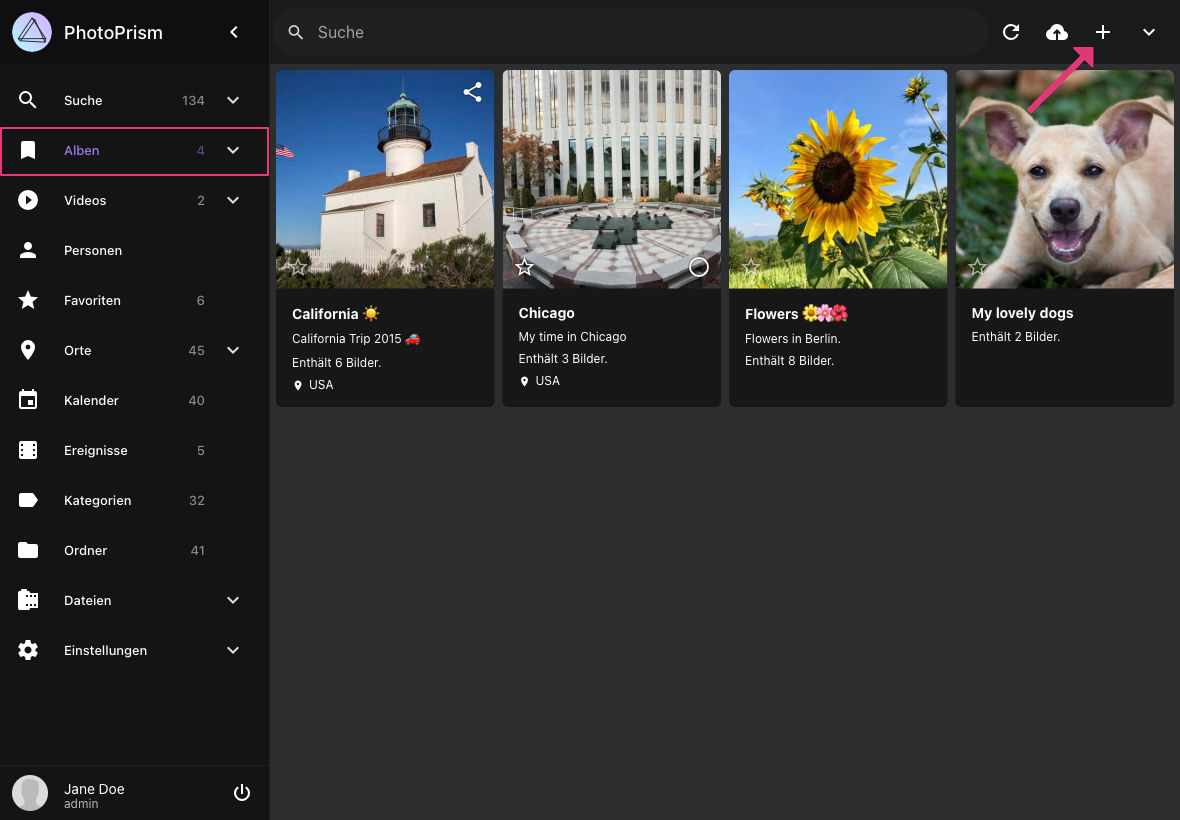 PhotoPrism
Suche
Suche 134
Alben 4
Videos 2
Personen
Favoriten 6
Orte 45
Kalender 40
Ereignisse 5
Kategorien 32
Ordner 41
Dateien
Einstellungen
Jane Doe
admin
California ☀️
California Trip 2015 🚗
Enthält 6 Bilder.
USA
Chicago
My time in Chicago
Enthält 3 Bilder.
USA
Flowers 🌻🌸🌺
Flowers in Berlin.
Enthält 8 Bilder.
My lovely dogs
Enthält 2 Bilder.